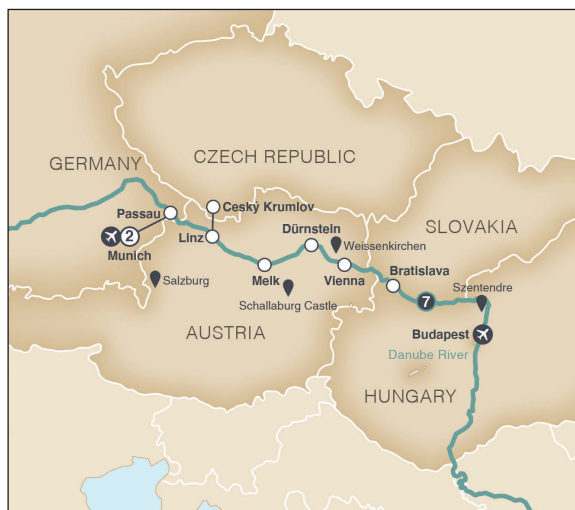 CZECH REPUBLIC
GERMANY
Ceský Krumlov
Passau
SLOVAKIA
Dürnstein
Linz
2
Weissenkirchen
Munich
Bratislava
Salzburg
Melk
Vienna
Szentendre
Schallaburg Castle
7
AUSTRIA
Budapest
Danube River
HUNGARY